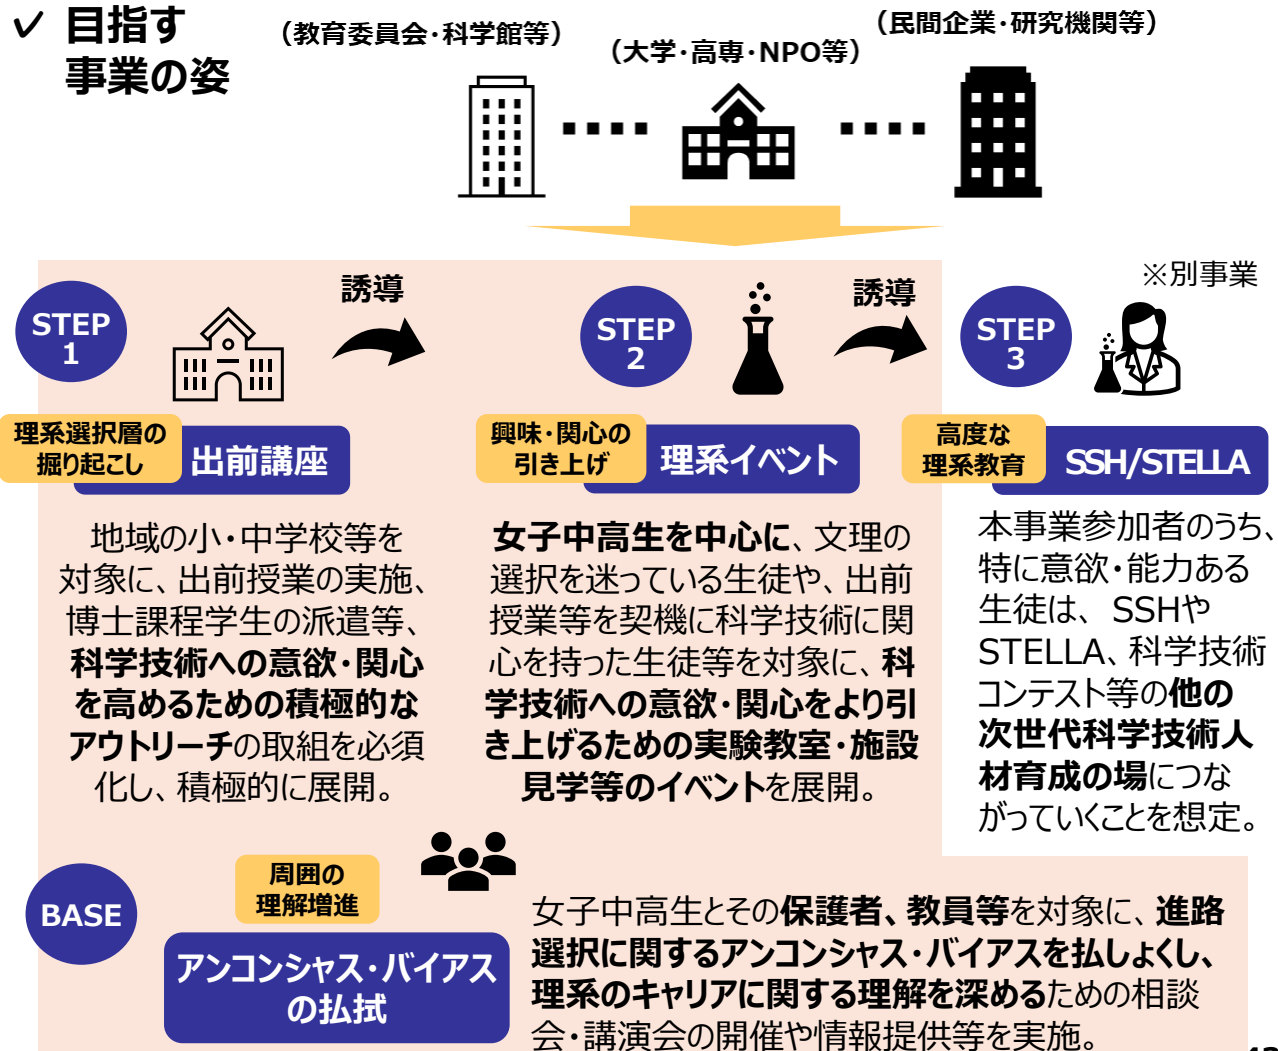 ✓ 目指す
事業の姿
（教育委員会・科学館等）
（大学・高専・NPO等）
（民間企業・研究機関等）
※別事業
STEP
1
誘導
STEP
2
誘導
STEP
3
理系選択層の
掘り起こし
出前講座
興味・関心の
引き上げ
理系イベント
高度な
理系教育
SSH/STELLA
地域の小・中学校等を
対象に、出前授業の実施、
博士課程学生の派遣等、
科学技術への意欲・関心
を高めるための積極的な
アウトリーチの取組を必須
化し、積極的に展開。
女子中高生を中心に、文理の
選択を迷っている生徒や、出前
授業等を契機に科学技術に関
心を持った生徒等を対象に、科
学技術への意欲・関心をより引
き上げるための実験教室・施設
見学等のイベントを展開。
本事業参加者のうち、
特に意欲・能力ある
生徒は、SSHや
STELLA、科学技術
コンテスト等の他の
次世代科学技術人
材育成の場につな
がっていくことを想定。
BASE
周囲の
理解増進
アンコンシャス・バイアス
の払拭
女子中高生とその保護者、教員等を対象に、進路
選択に関するアンコンシャス・バイアスを払しょくし、
理系のキャリアに関する理解を深めるための相談
会・講演会の開催や情報提供等を実施。